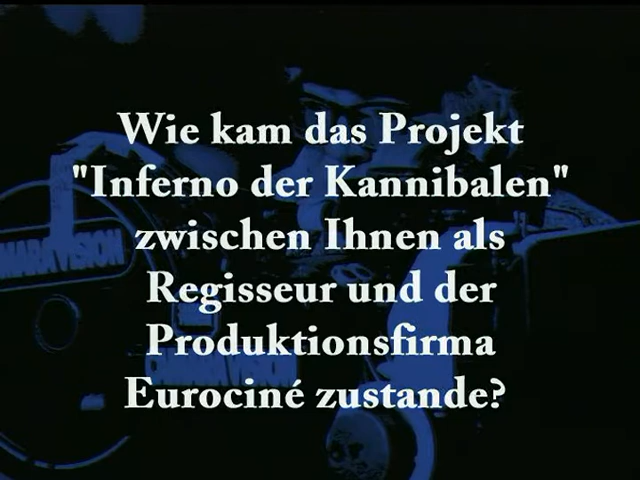 Wie kam das Projekt
"Inferno der Kannibalen"
zwischen Ihnen als
Regisseur und der
Produktionsfirma
Eurociné zustande?